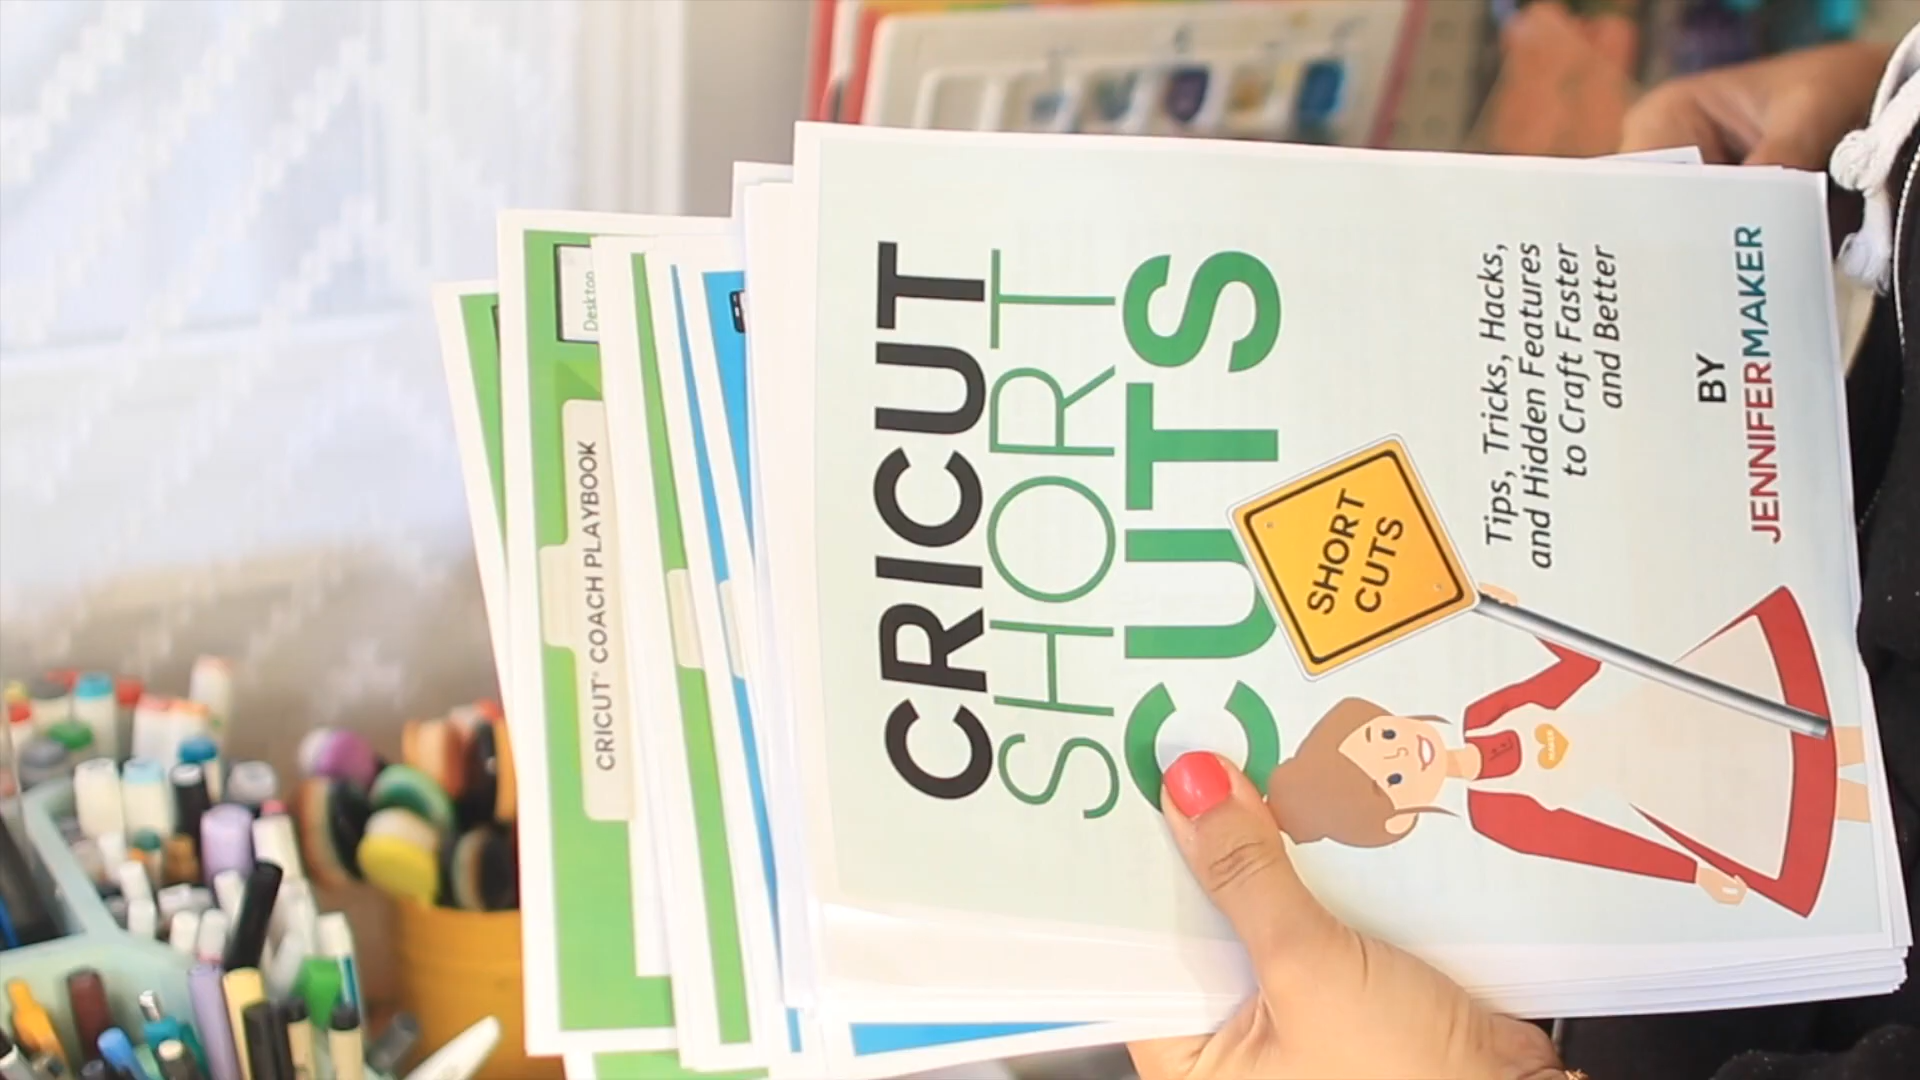 CRICUT
SHORT
CUTS
SHORT
CUTS
Tips, Tricks, Hacks,
and Hidden Features
to Craft Faster
and Better
BY
JENNIFERMAKER
CRICUT® COACH PLAYBOOK
Desktop